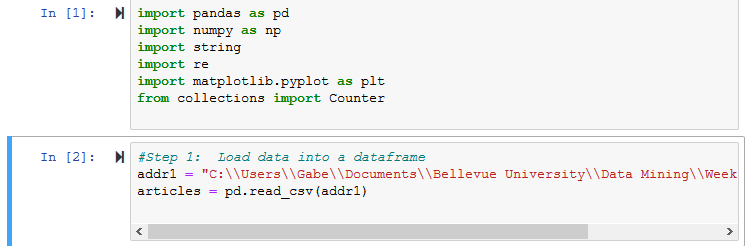 In [1]:
import pandas as pd
import numpy as np
import string
import re
import matplotlib.pyplot as plt
from collections import Counter
In [2]:
#Step 1:  Load data into a dataframe
addr1 = "C:\\Users\\Gabe\\Documents\\Bellevue University\\Data Mining\\Week
articles = pd.read_csv(addr1)